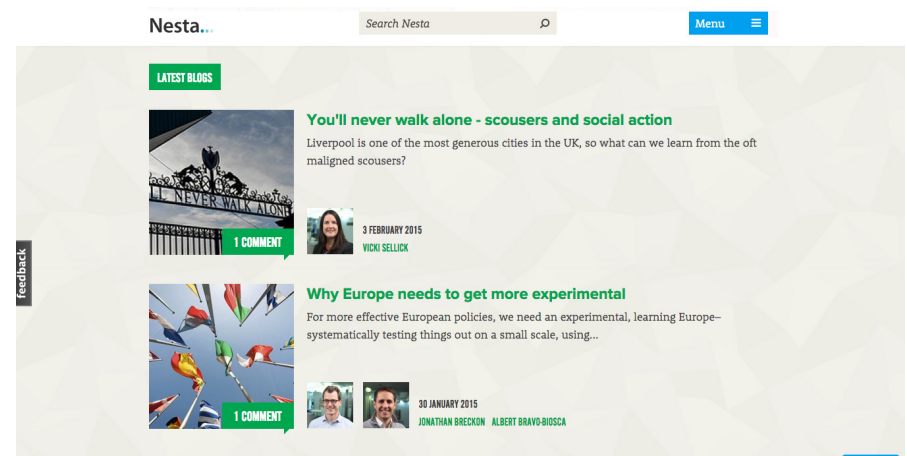 Nesta...
Search Nesta
Menu
LATEST BLOGS
You'll never walk alone - scousers and social action
Liverpool is one of the most generous cities in the UK, so what can we learn from the oft
maligned scousers?
LL NEVER WALK ALONE
1 COMMENT
3 FEBRUARY 2015
VICKI SELLICK
feedback
Why Europe needs to get more experimental
For more effective European policies, we need an experimental, learning Europe–
systematically testing things out on a small scale, using...
1 COMMENT
30 JANUARY 2015
JONATHAN BRECKON ALBERT BRAVO-BIOSCA